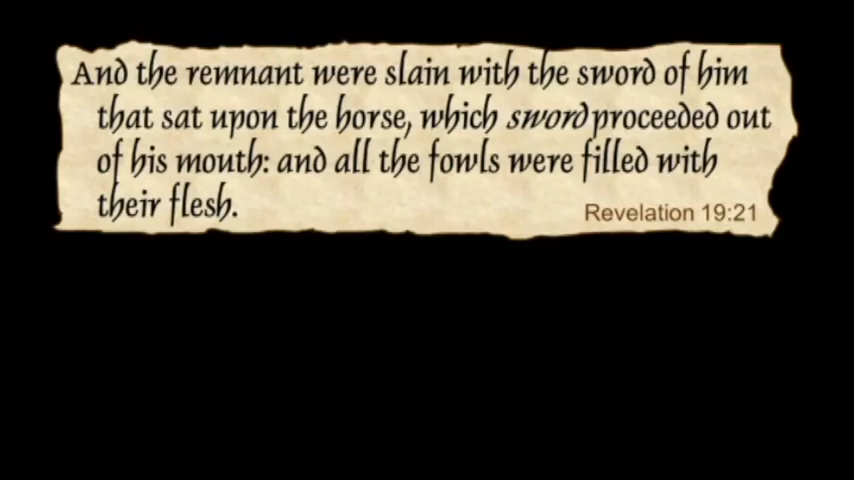 And the remnant were slain with the sword of him
that sat upon the horse, which sword proceeded out
of his mouth: and all the fowls were filled with
their flesh.
Revelation 19:21